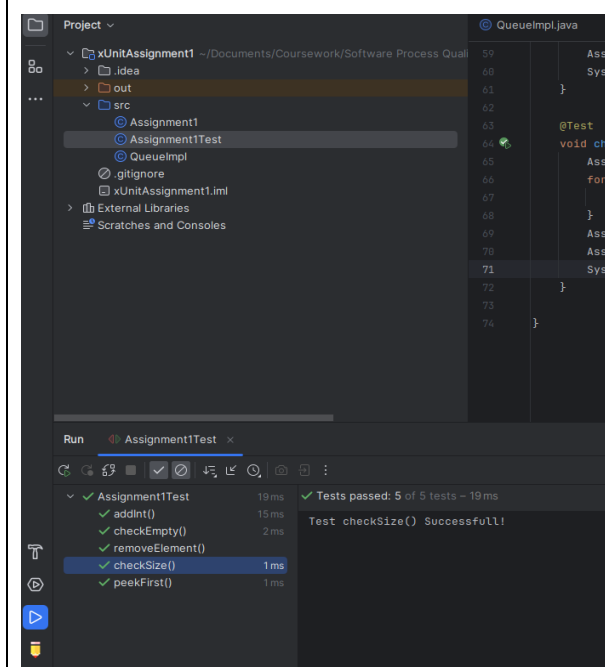 Project
QueueImpl.java
xUnitAssignment1 ~/Documents/Coursework/Software Process Quali
.idea
out
src
Assignment1
Assignment1Test
QueueImpl
.gitignore
xUnitAssignment1.iml
External Libraries
Scratches and Consoles
59 Ass
60 Sys
61 }
62
63 @Test
64 void ch
65 Ass
66 for
67
68 }
69 Ass
70 Ass
71 Sys
72 }
73
74 }
Run Assignment1Test ×
Assignment1Test 19 ms
addInt() 15 ms
checkEmpty() 2 ms
removeElement()
checkSize() 1 ms
peekFirst() 1 ms
Tests passed: 5 of 5 tests – 19 ms
Test checkSize() Successfull!